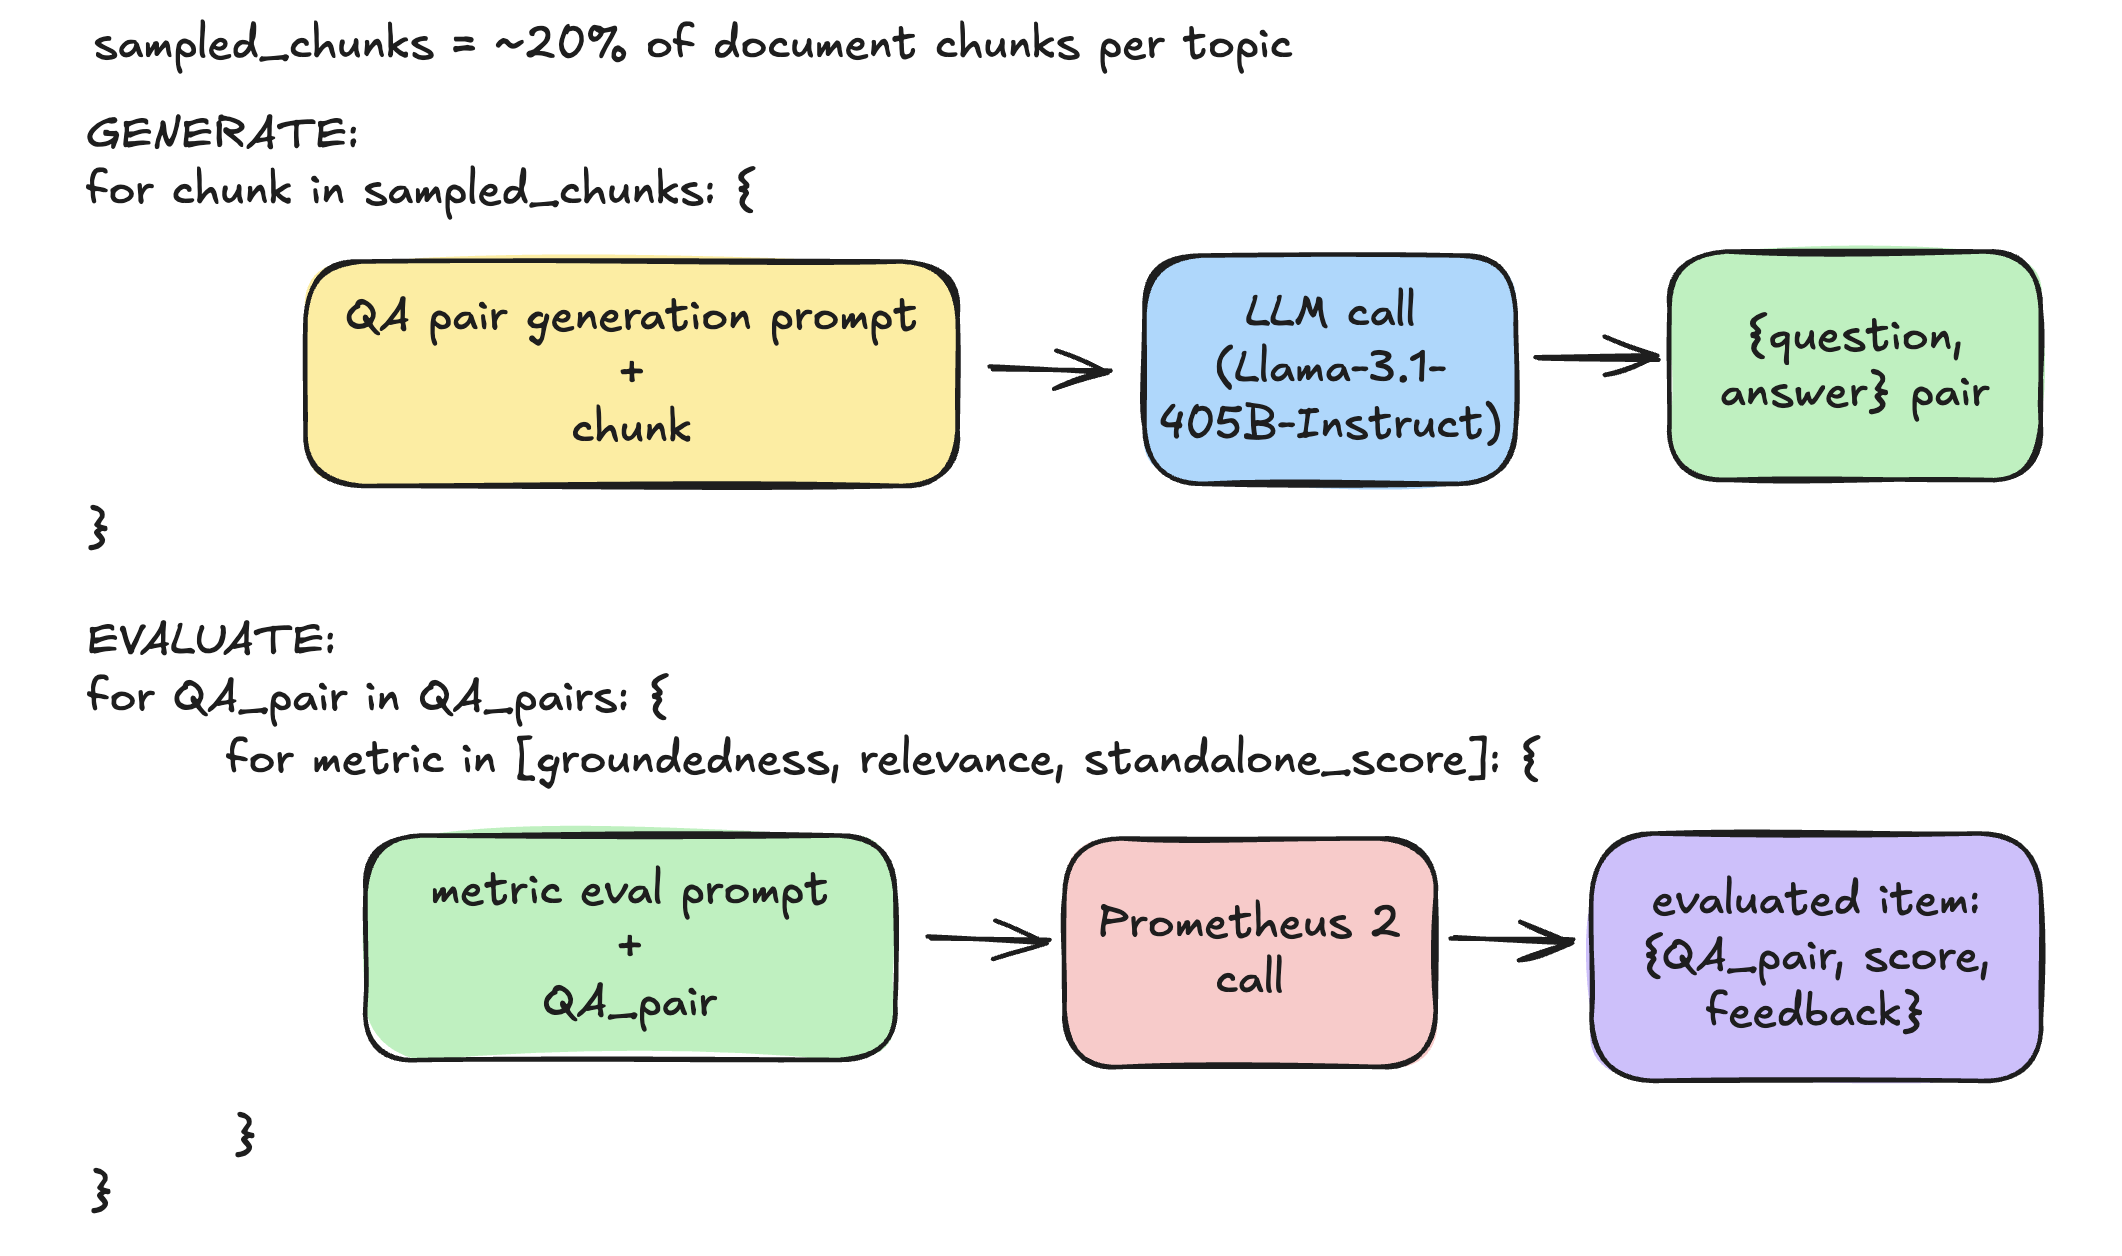 sampled_chunks = ~20% of document chunks per topic
GENERATE:
for chunk in sampled_chunks: {
QA pair generation prompt
+
chunk
LLM call
(Llama-3.1-
405B-Instruct)
{question,
answer} pair
}
EVALUATE:
for QA_pair in QA_pairs: {
for metric in [groundedness, relevance, standalone_score]: {
metric eval prompt
+
QA_pair
Prometheus 2
call
evaluated item:
{QA_pair, score,
feedback}
}
}